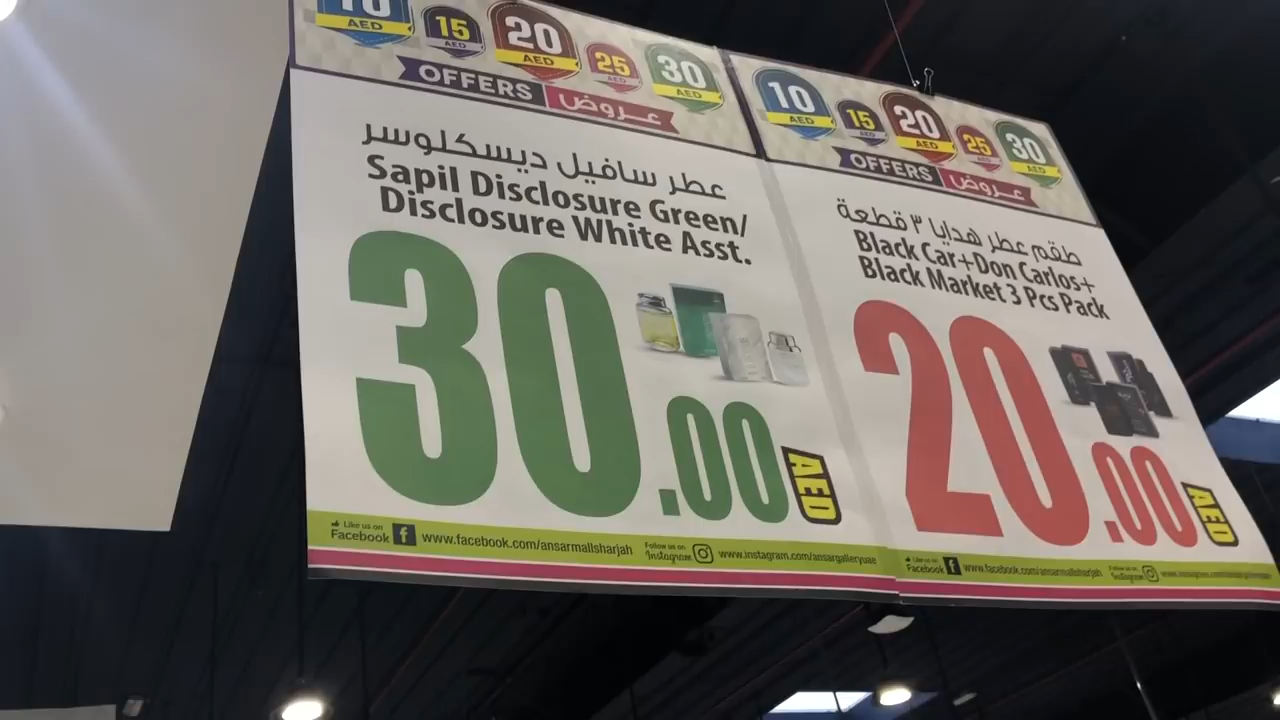 10 AED 15 AED 20 AED 25 AED 30 AED
OFFERS عروض
عطر سافيل ديسكلوسر
Sapil Disclosure Green/
Disclosure White Asst.
30.00 AED
Like us on Facebook www.facebook.com/ansarmallsharjah Follow us on Instagram www.instagram.com/ansargalleryuae
10 AED 15 AED 20 AED 25 AED 30 AED
OFFERS عروض
طقم عطر هدايا ٣ قطعة
Black Car+Don Carlos+
Black Market 3 Pcs Pack
20.00 AED
Like us on Facebook www.facebook.com/ansarmallsharjah Follow us on Instagram www.instagram.com/ansargalleryuae